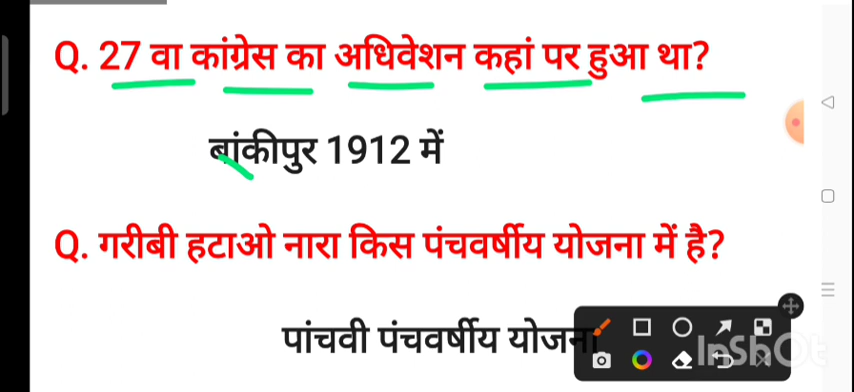 Q. 27 वा कांग्रेस का अधिवेशन कहां पर हुआ था?
बांकीपुर 1912 में
Q. गरीबी हटाओ नारा किस पंचवर्षीय योजना में है?
पांचवी पंचवर्षीय योजना
InShOt